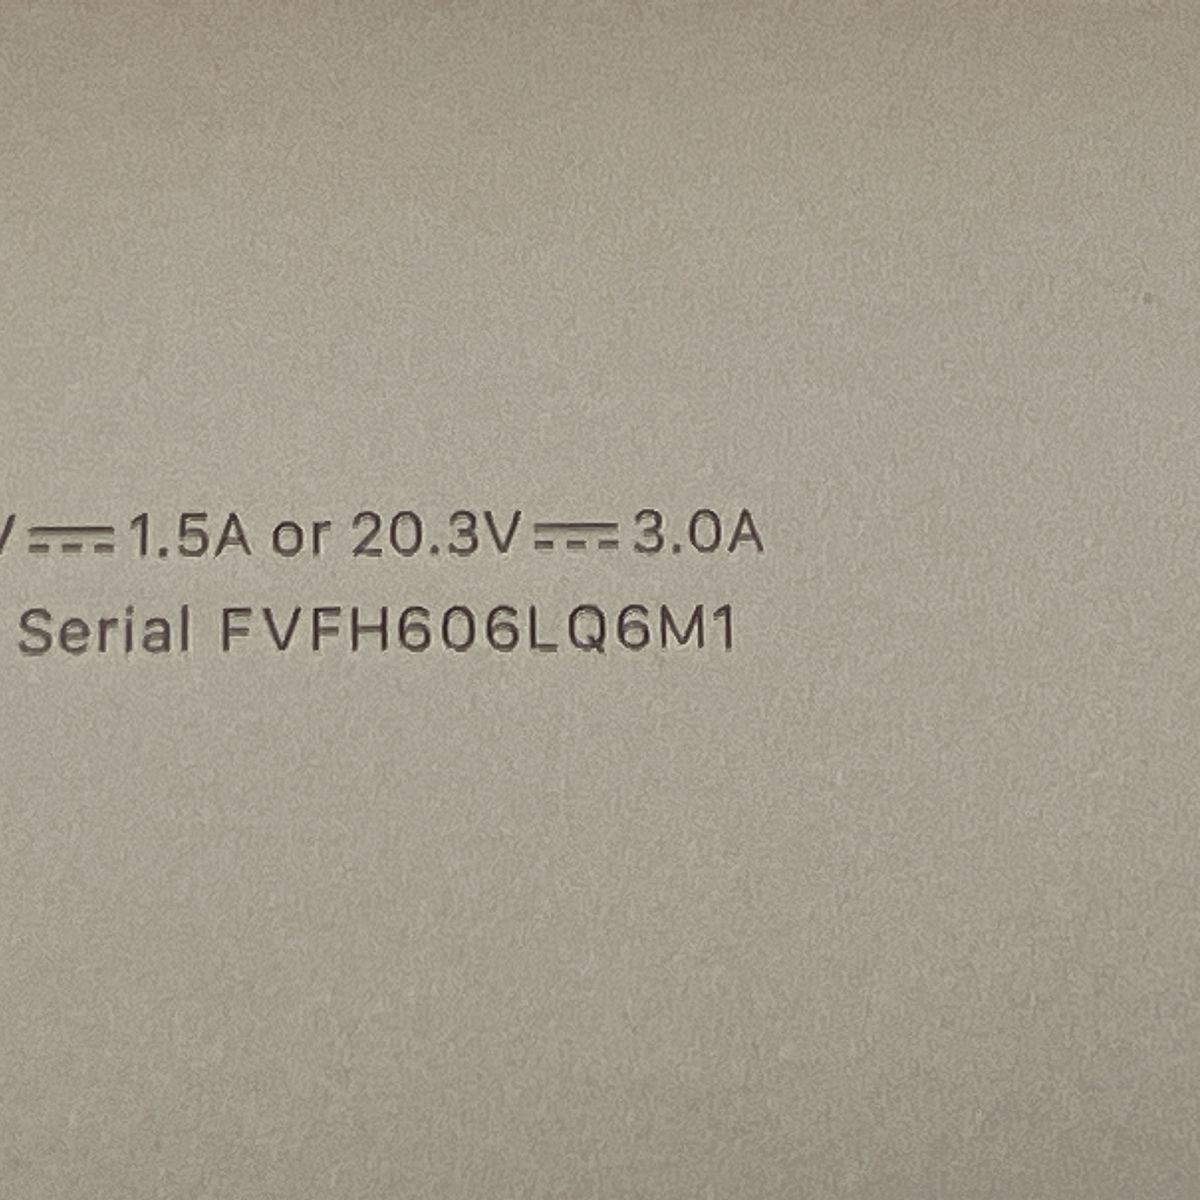 V⎓1.5A or 20.3V⎓3.0A
Serial FVFH606LQ6M1